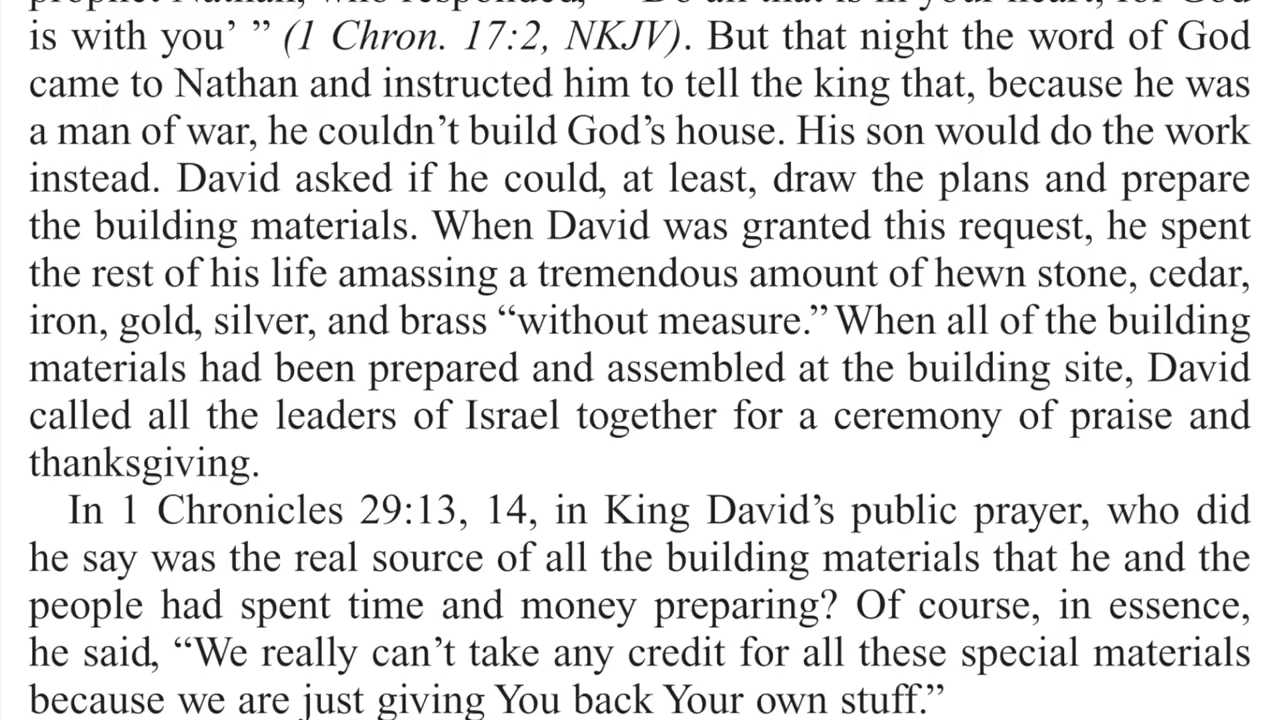 prophet Nathan, who responded, “ ‘Do all that is in your heart, for God
is with you’ ” (1 Chron. 17:2, NKJV). But that night the word of God
came to Nathan and instructed him to tell the king that, because he was
a man of war, he couldn’t build God’s house. His son would do the work
instead. David asked if he could, at least, draw the plans and prepare
the building materials. When David was granted this request, he spent
the rest of his life amassing a tremendous amount of hewn stone, cedar,
iron, gold, silver, and brass “without measure.” When all of the building
materials had been prepared and assembled at the building site, David
called all the leaders of Israel together for a ceremony of praise and
thanksgiving.
In 1 Chronicles 29:13, 14, in King David’s public prayer, who did
he say was the real source of all the building materials that he and the
people had spent time and money preparing? Of course, in essence,
he said, “We really can’t take any credit for all these special materials
because we are just giving You back Your own stuff.”